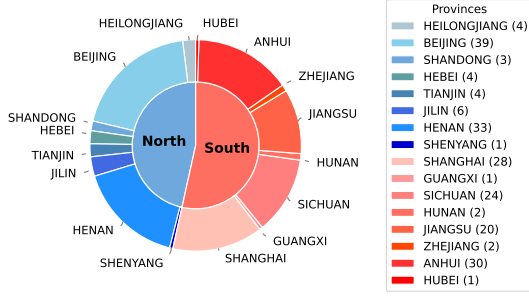 HEILONGJIANG
HUBEI
BEIJING
ANHUI
ZHEJIANG
SHANDONG
JIANGSU
HEBEI
North
South
TIANJIN
HUNAN
JILIN
SICHUAN
HENAN
GUANGXI
SHENYANG
SHANGHAI
Provinces
HEILONGJIANG (4)
BEIJING (39)
SHANDONG (3)
HEBEI (4)
TIANJIN (4)
JILIN (6)
HENAN (33)
SHENYANG (1)
SHANGHAI (28)
GUANGXI (1)
SICHUAN (24)
HUNAN (2)
JIANGSU (20)
ZHEJIANG (2)
ANHUI (30)
HUBEI (1)